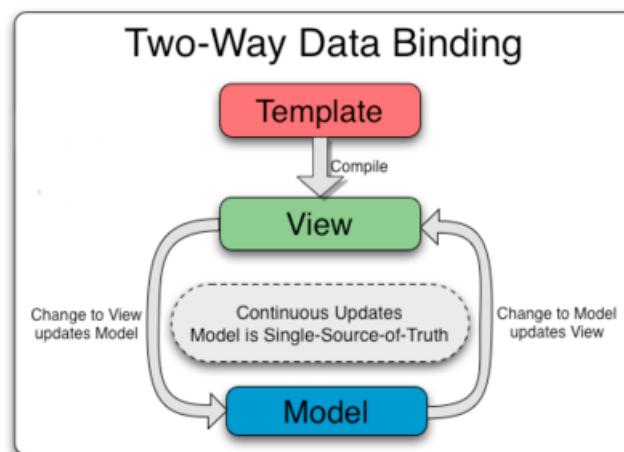 Two-Way Data Binding
Template
Compile
View
Change to View
updates Model
Continuous Updates
Model is Single-Source-of-Truth
Change to Model
updates View
Model